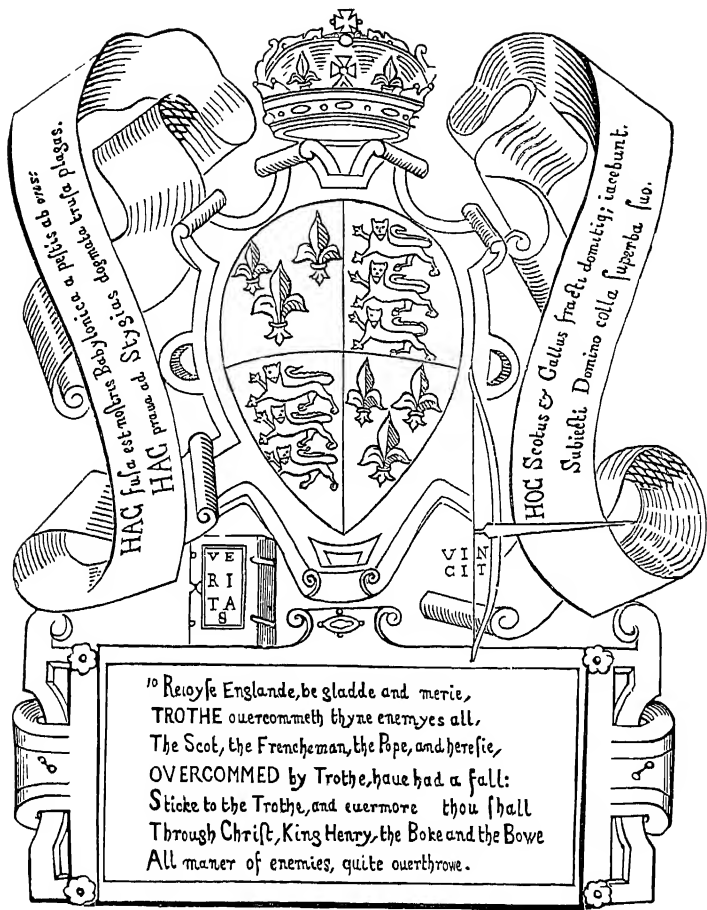 HAC fusa est nostris Babylonica a pestis ab oris:
HAC praua ad Stygias dogmata trusa plagas.
HOC Scotus & Gallus fracti domitiq; iacebunt.
Subiecti Domino colla superba suo.
VE
RI
TA
S
VIN
CIT
10 Reioyſe Englande, be gladde and merie,
TROTHE ouercommeth thyne enemyes all,
The Scot, the Frencheman, the Pope, and hereſie,
OVERCOMMED by Trothe, haue had a fall:
Sticke to the Trothe, and euermore thou ſhall
Through Chriſt, King Henry, the Boke and the Bowe
All maner of enemies, quite ouerthrowe.